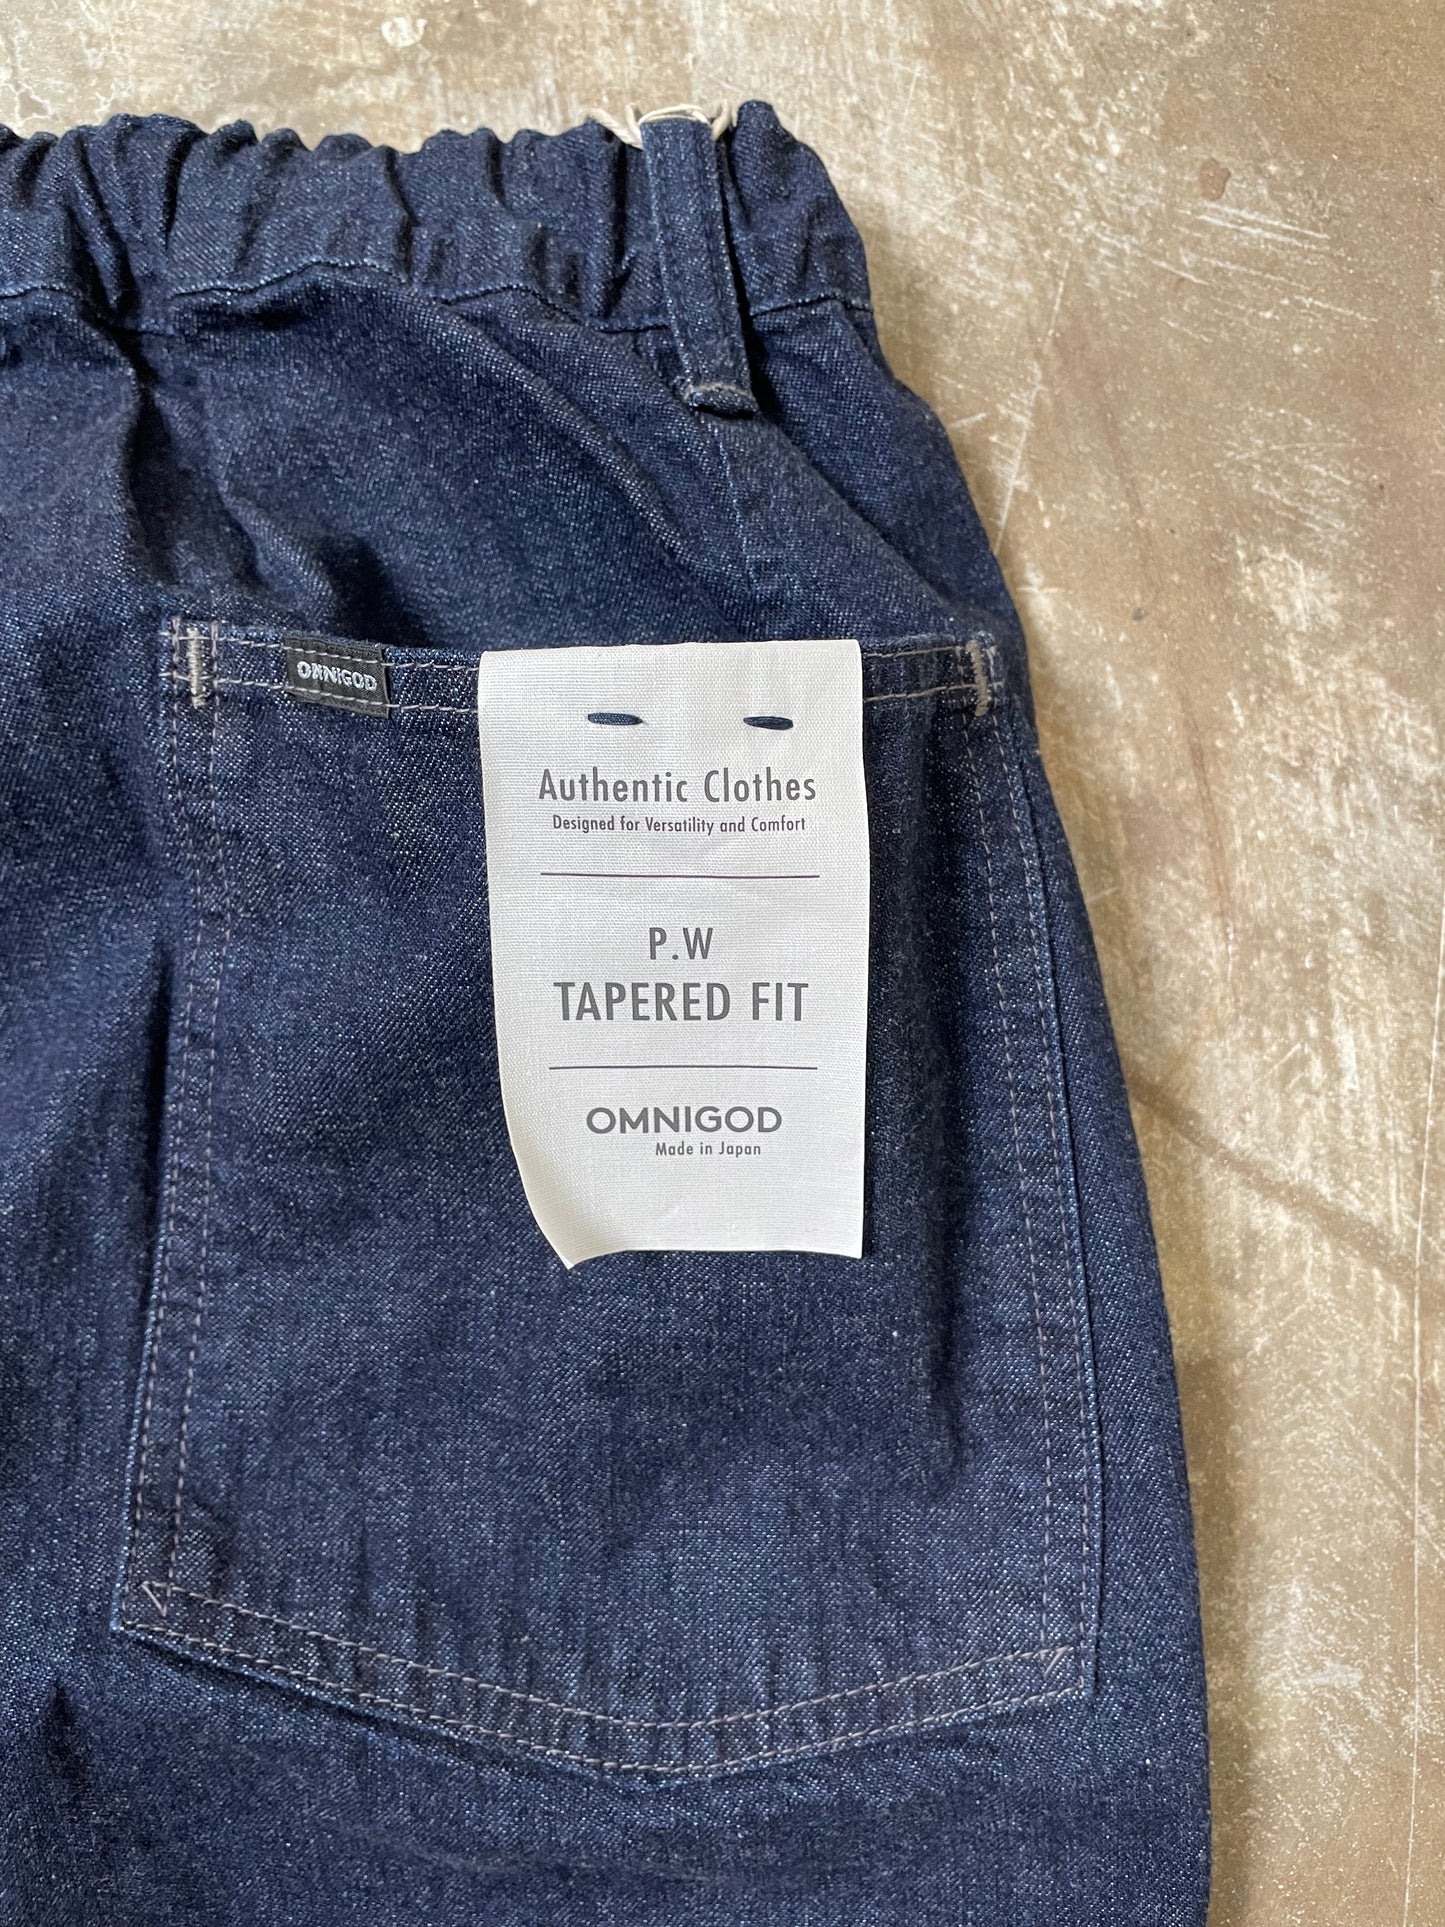 OMNIGOD
Authentic Clothes
Designed for Versatility and Comfort
P.W
TAPERED FIT
OMNIGOD
Made in Japan